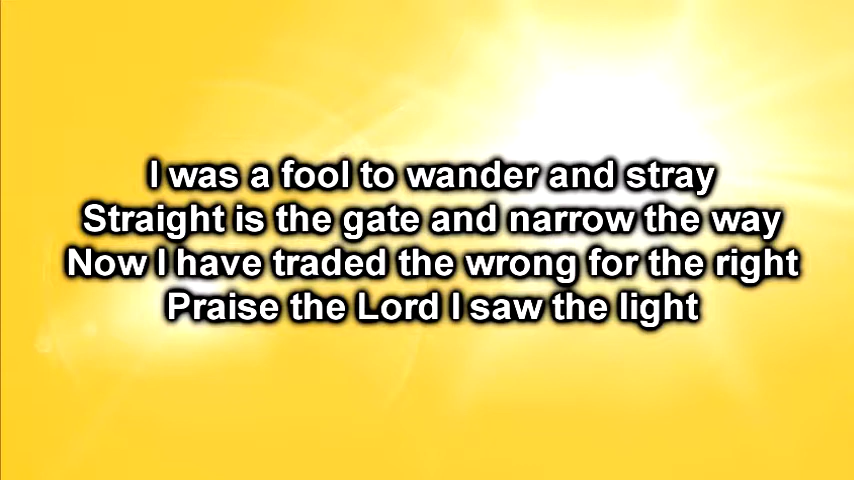 I was a fool to wander and stray
Straight is the gate and narrow the way
Now I have traded the wrong for the right
Praise the Lord I saw the light